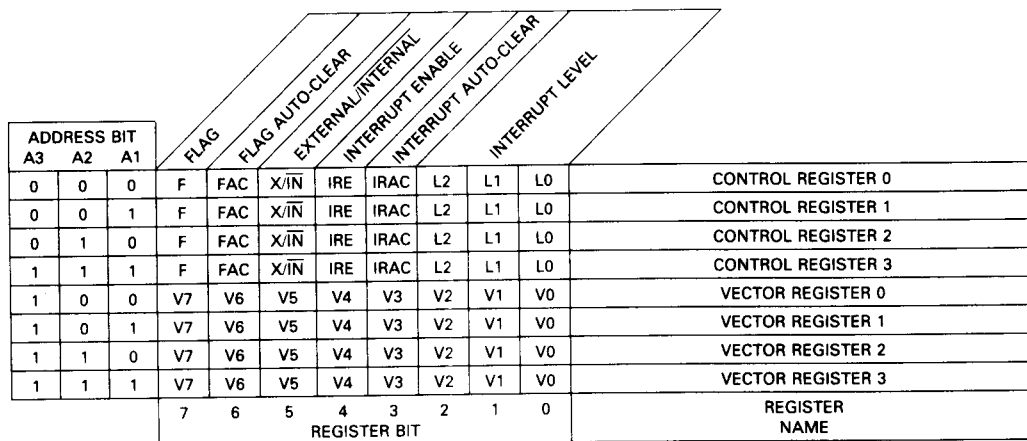 FLAG
FLAG AUTO-CLEAR
EXTERNAL/I̅N̅T̅E̅R̅N̅A̅L̅
INTERRUPT ENABLE
INTERRUPT AUTO-CLEAR
INTERRUPT LEVEL
ADDRESS BIT
A3 A2 A1
0 0 0 F FAC X/I̅N̅ IRE IRAC L2 L1 L0 CONTROL REGISTER 0
0 0 1 F FAC X/I̅N̅ IRE IRAC L2 L1 L0 CONTROL REGISTER 1
0 1 0 F FAC X/I̅N̅ IRE IRAC L2 L1 L0 CONTROL REGISTER 2
1 1 1 F FAC X/I̅N̅ IRE IRAC L2 L1 L0 CONTROL REGISTER 3
1 0 0 V7 V6 V5 V4 V3 V2 V1 V0 VECTOR REGISTER 0
1 0 1 V7 V6 V5 V4 V3 V2 V1 V0 VECTOR REGISTER 1
1 1 0 V7 V6 V5 V4 V3 V2 V1 V0 VECTOR REGISTER 2
1 1 1 V7 V6 V5 V4 V3 V2 V1 V0 VECTOR REGISTER 3
7 6 5 4 3 2 1 0
REGISTER BIT
REGISTER
NAME